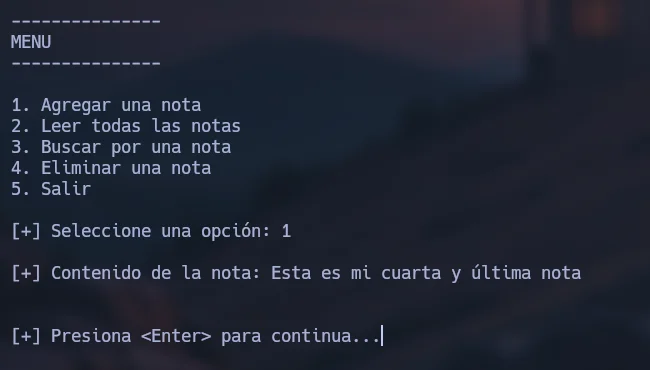 ---------------
MENU
---------------
1. Agregar una nota
2. Leer todas las notas
3. Buscar por una nota
4. Eliminar una nota
5. Salir
[+] Seleccione una opción: 1
[+] Contenido de la nota: Esta es mi cuarta y última nota
[+] Presiona <Enter> para continua...